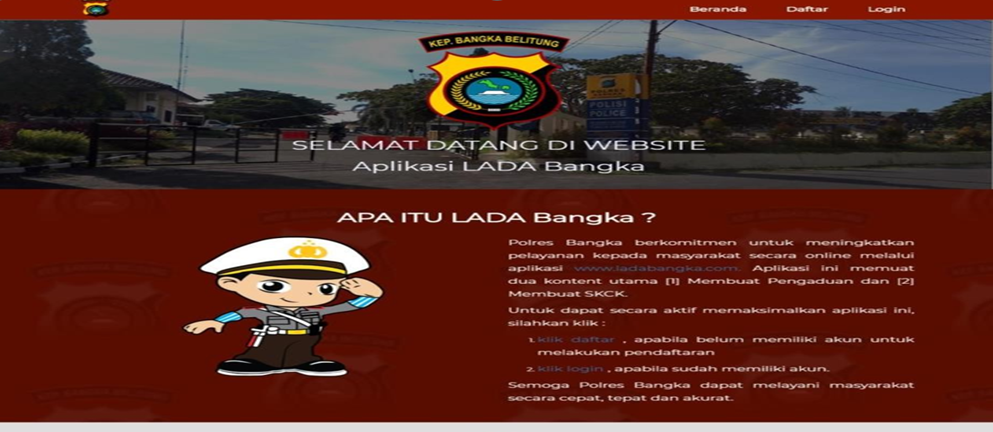 Beranda Daftar Login
KEP. BANGKA BELITUNG
POLISI
POLICE
SELAMAT DATANG DI WEBSITE
Aplikasi LADA Bangka
APA ITU LADA Bangka ?
Polres Bangka berkomitmen untuk meningkatkan
pelayanan kepada masyarakat secara online melalui
aplikasi www.ladabangka.com. Aplikasi ini memuat
dua kontent utama [1] Membuat Pengaduan dan [2]
Membuat SKCK.
Untuk dapat secara aktif memaksimalkan aplikasi ini,
silahkan klik :
1. klik daftar , apabila belum memiliki akun untuk
melakukan pendaftaran
2. klik login , apabila sudah memiliki akun.
Semoga Polres Bangka dapat melayani masyarakat
secara cepat, tepat dan akurat.